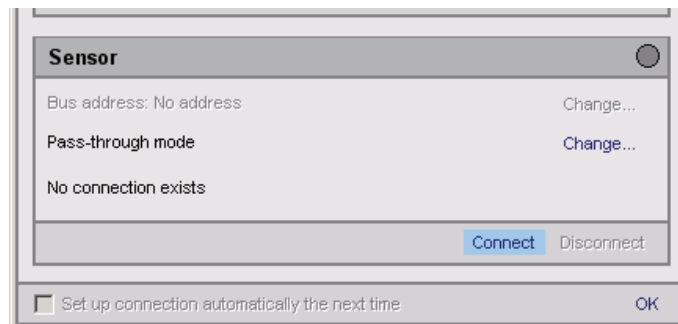 Sensor
Bus address: No address Change...
Pass-through mode Change...
No connection exists
Connect Disconnect
Set up connection automatically the next time OK